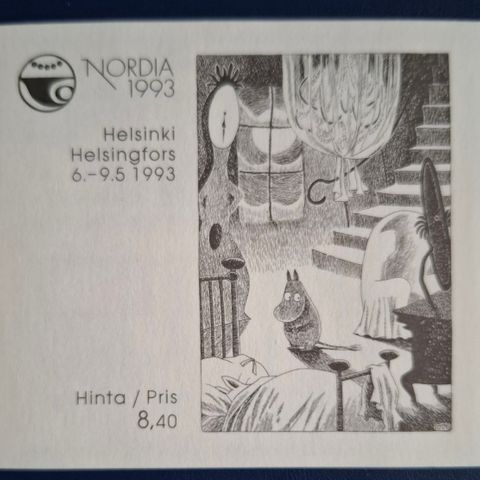 NORDIA
1993
Helsinki
Helsingfors
6.–9.5 1993
Hinta / Pris
8,40